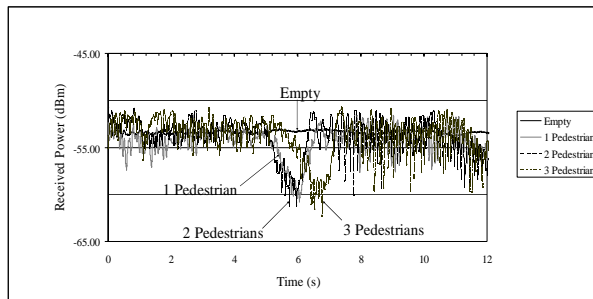 -45.00
Empty
-55.00
1 Pedestrian
2 Pedestrians
3 Pedestrians
-65.00
0 2 4 6 8 10 12
Time (s)
Received Power (dBm)
Empty
1 Pedestrian
2 Pedestrian
3 Pedestrian